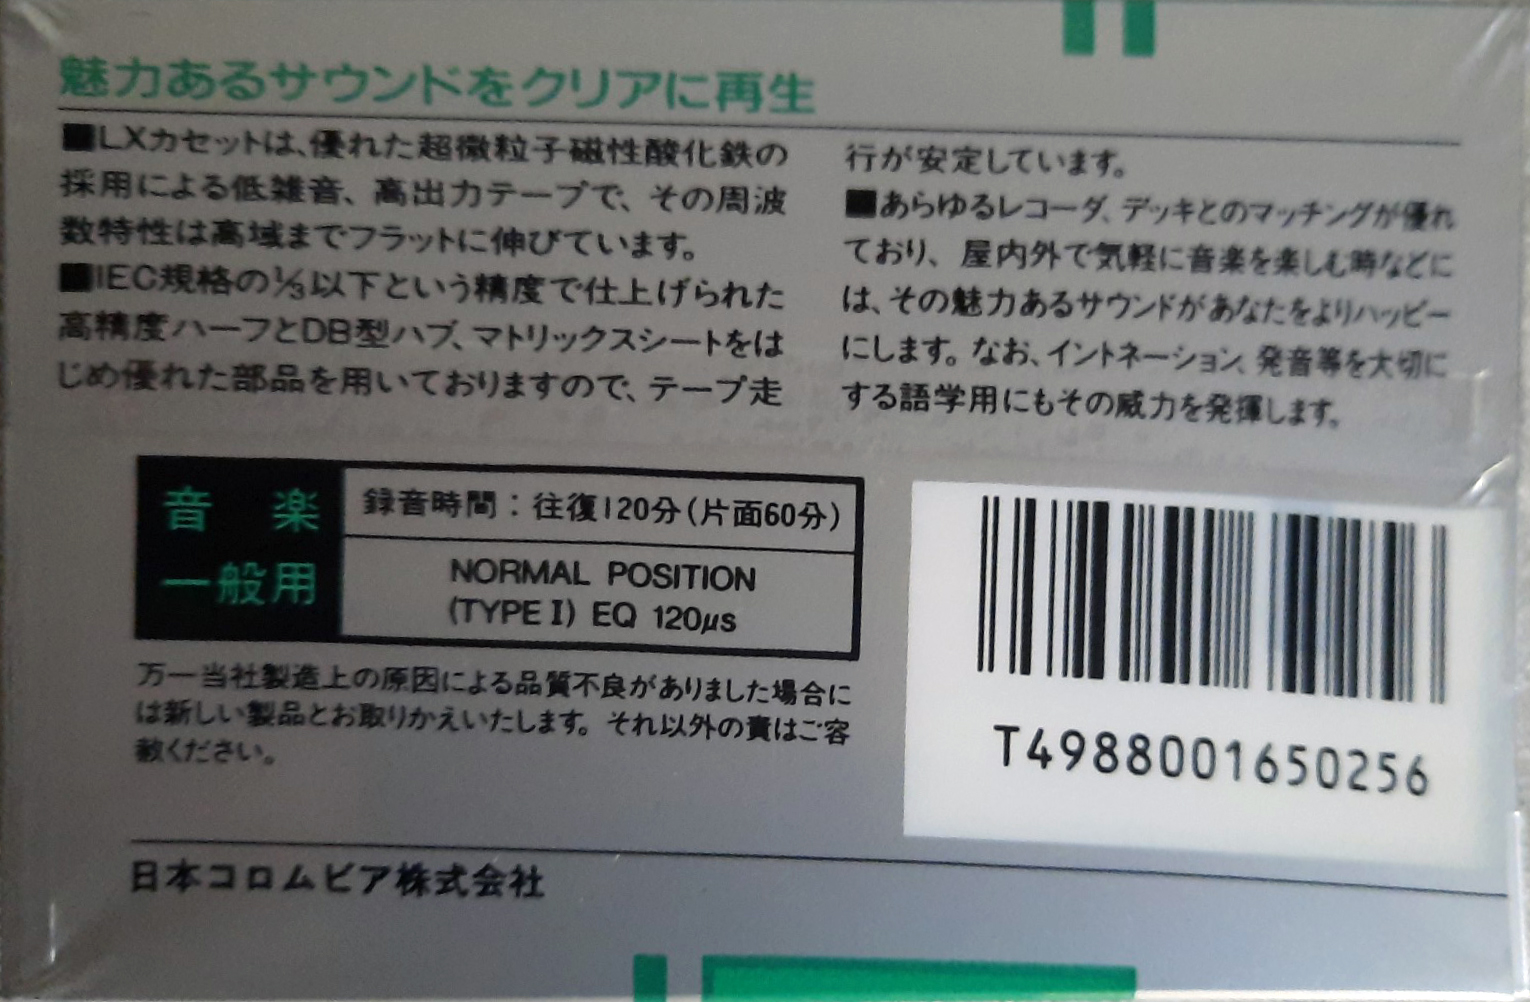 魅力あるサウンドをクリアに再生
■LXカセットは、優れた超微粒子磁性酸化鉄の
採用による低雑音、高出力テープで、その周波
数特性は高域までフラットに伸びています。
■IEC規格の⅓以下という精度で仕上げられた
高精度ハーフとDB型ハブ、マトリックスシートをは
じめ優れた部品を用いておりますので、テープ走
行が安定しています。
■あらゆるレコーダ、デッキとのマッチングが優れ
ており、屋内外で気軽に音楽を楽しむ時などに
は、その魅力あるサウンドがあなたをよりハッピー
にします。なお、イントネーション、発音等を大切に
する語学用にもその威力を発揮します。
音 楽
一般用
録音時間：往復120分(片面60分)
NORMAL POSITION
(TYPE I) EQ 120μs
万一当社製造上の原因による品質不良がありました場合に
は新しい製品とお取りかえいたします。それ以外の責はご容
赦ください。
T4988001650256
日本コロムビア株式会社